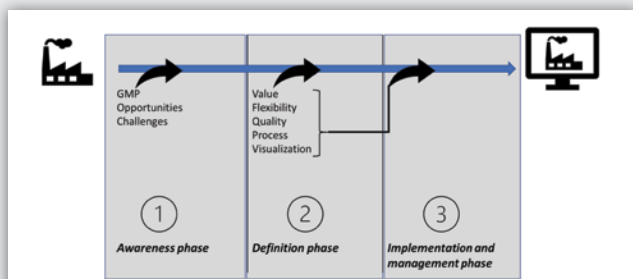 GMP
Opportunities
Challenges
Value
Flexibility
Quality
Process
Visualization
1
Awareness phase
2
Definition phase
3
Implementation and
management phase